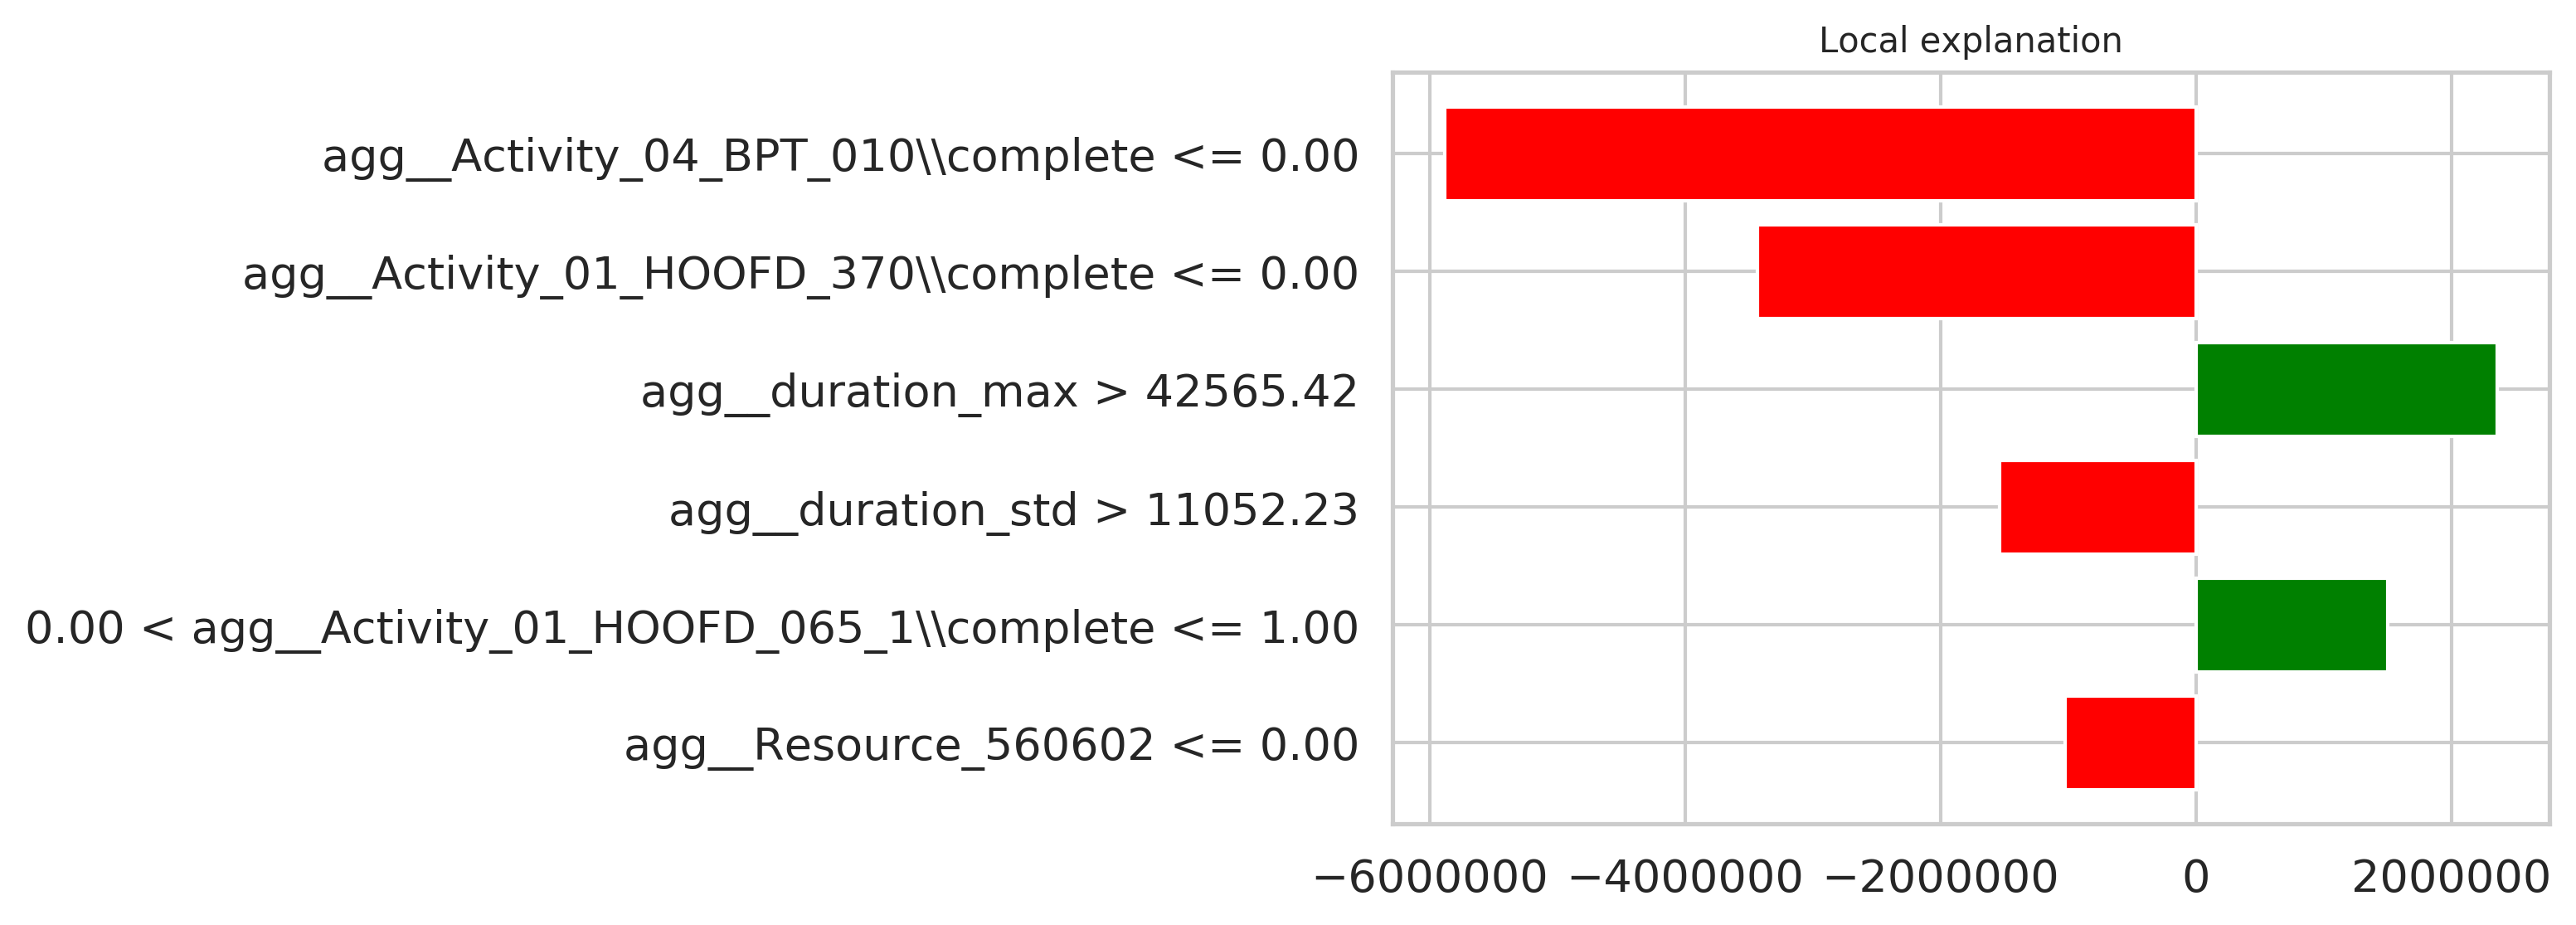 Local explanation
agg__Activity_04_BPT_010\\complete <= 0.00
agg__Activity_01_HOOFD_370\\complete <= 0.00
agg__duration_max > 42565.42
agg__duration_std > 11052.23
0.00 < agg__Activity_01_HOOFD_065_1\\complete <= 1.00
agg__Resource_560602 <= 0.00
−6000000 −4000000 −2000000 0 2000000